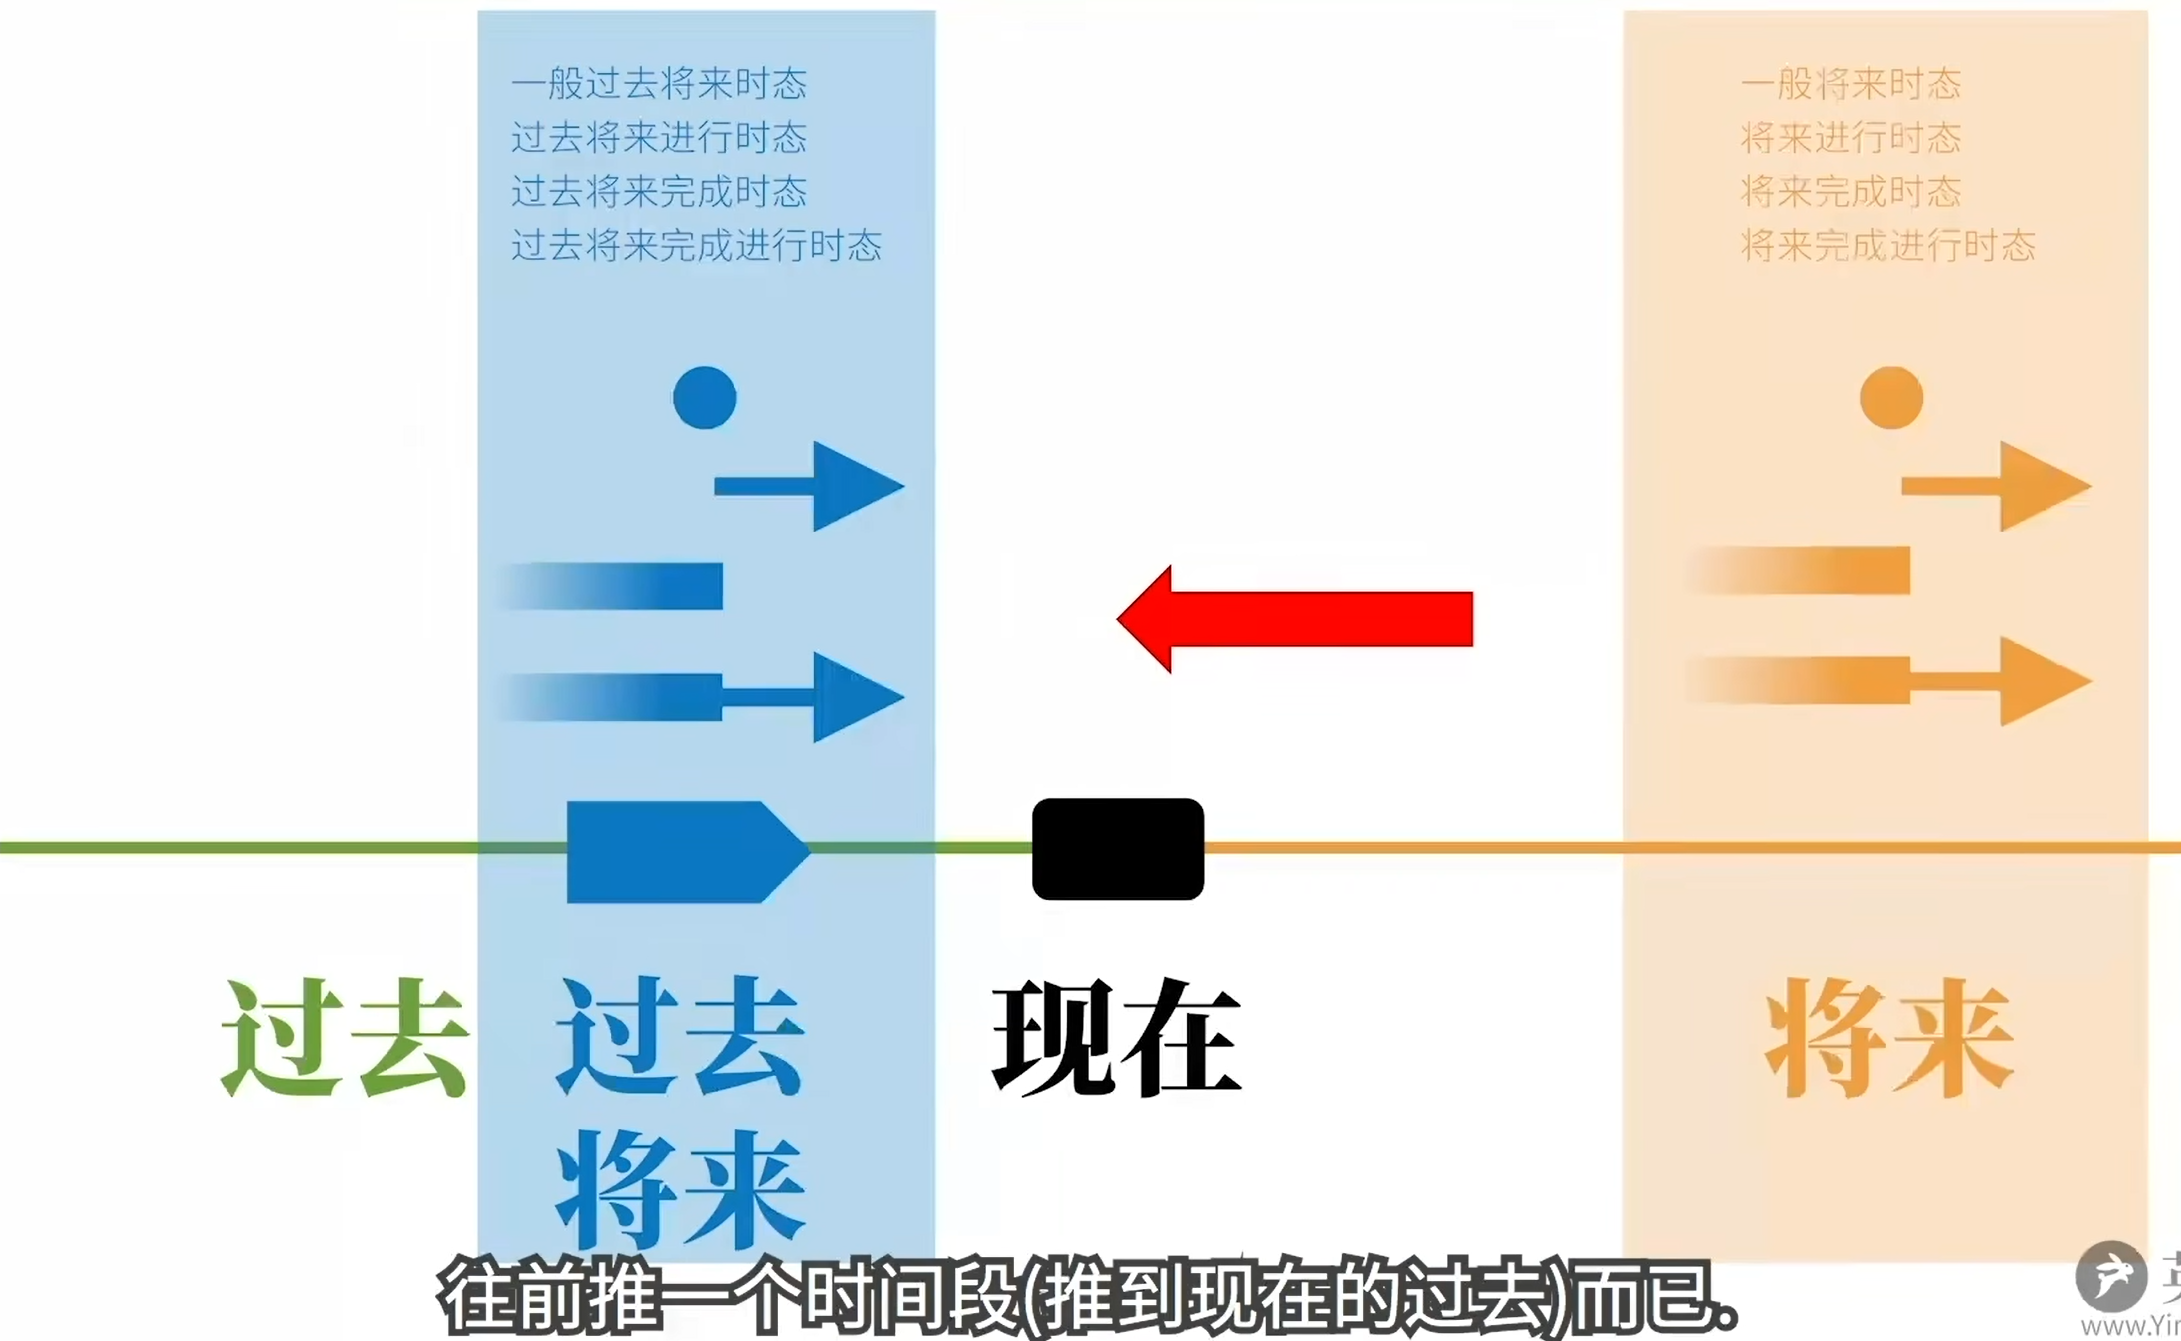 一般过去将来时态
过去将来进行时态
过去将来完成时态
过去将来完成进行时态
一般将来时态
将来进行时态
将来完成时态
将来完成进行时态
过去
过去
将来
现在
将来
往前推一个时间段(推到现在的过去)而已.
www.Yin